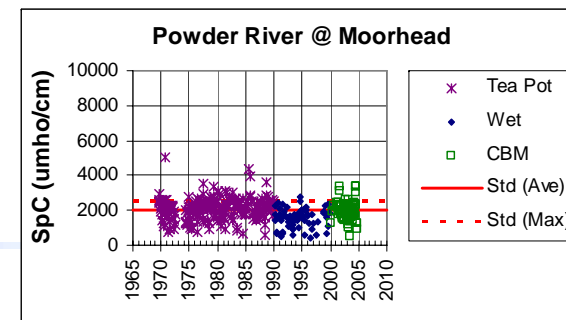 Powder River @ Moorhead
SpC (umho/cm)
10000
8000
6000
4000
2000
0
1965
1970
1975
1980
1985
1990
1995
2000
2005
2010
Tea Pot
Wet
CBM
Std (Ave)
Std (Max)